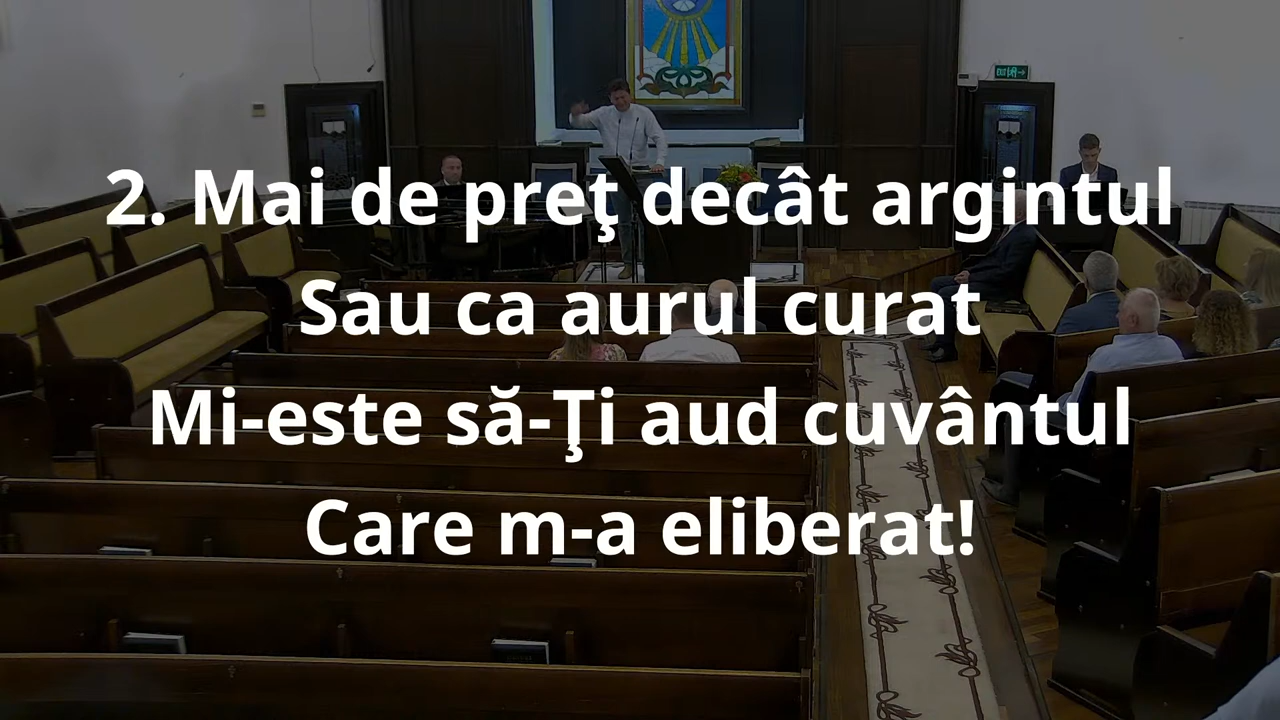 2. Mai de preţ decât argintul
Sau ca aurul curat
Mi-este să-Ţi aud cuvântul
Care m-a eliberat!